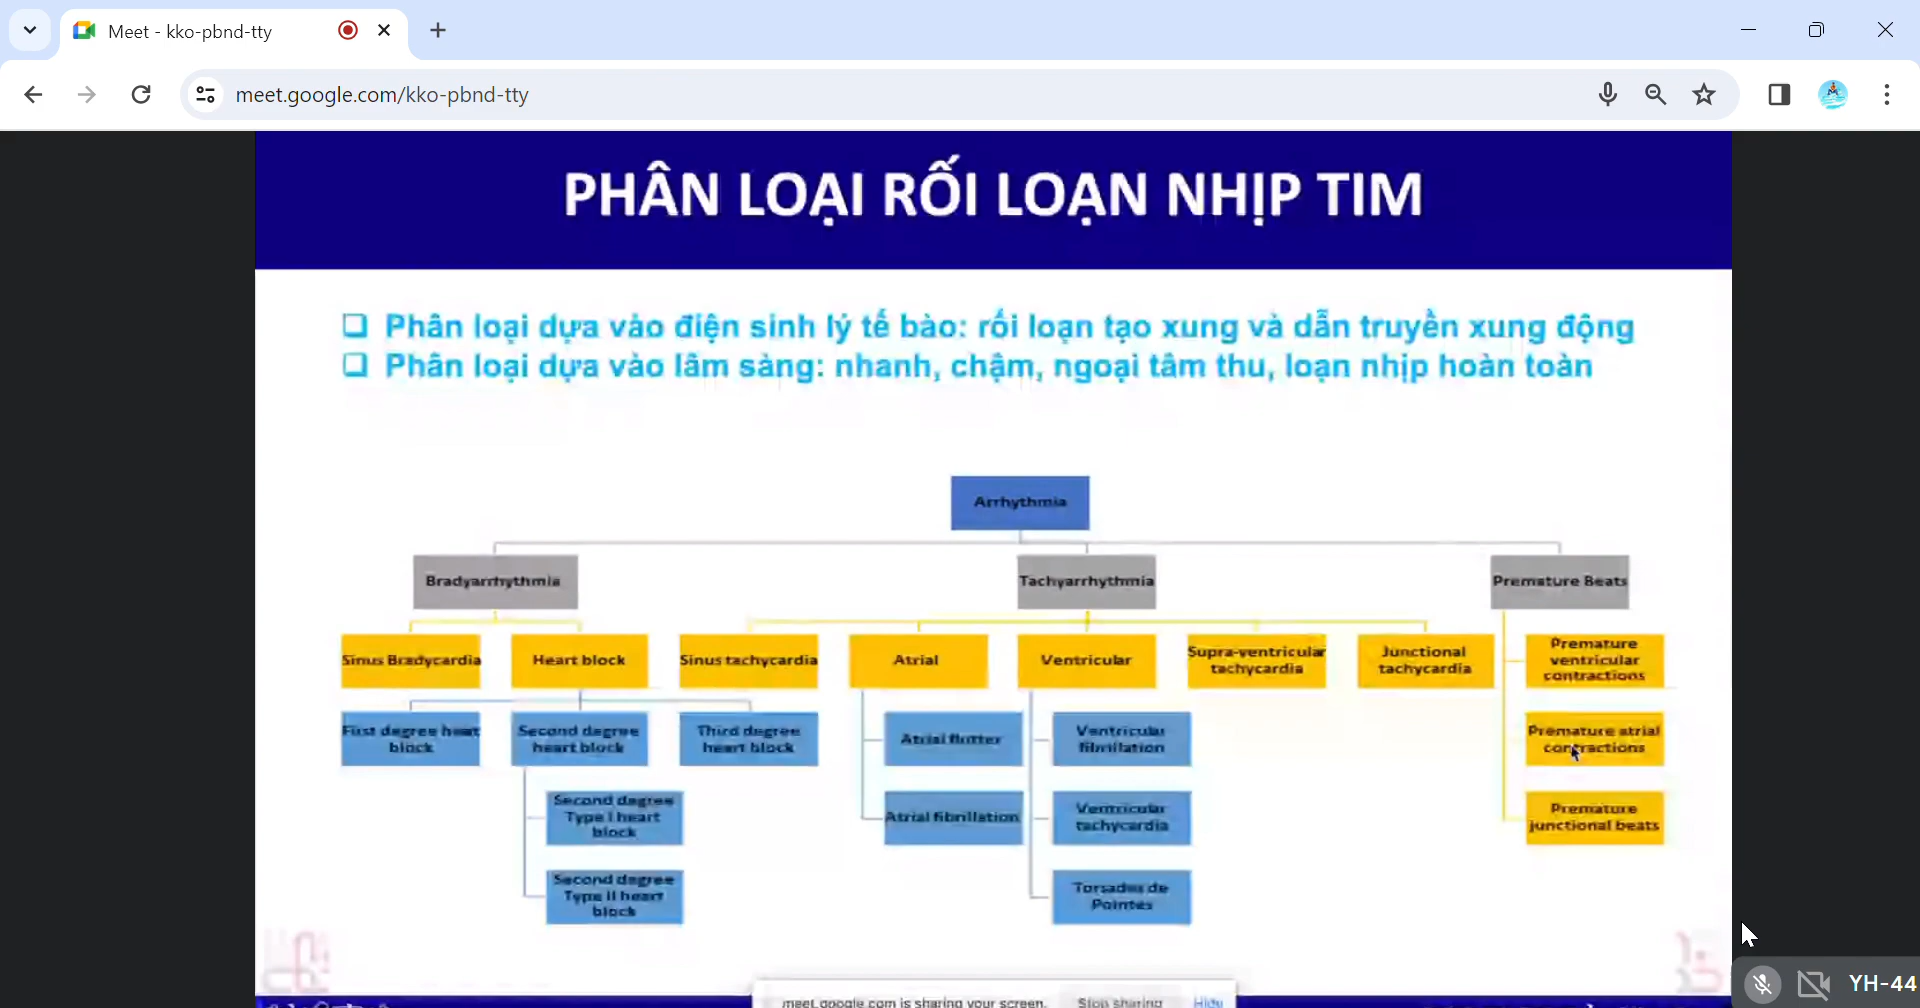 Meet - kko-pbnd-tty
meet.google.com/kko-pbnd-tty
PHÂN LOẠI RỐI LOẠN NHỊP TIM
Phân loại dựa vào điện sinh lý tế bào: rối loạn tạo xung và dẫn truyền xung động
Phân loại dựa vào lâm sàng: nhanh, chậm, ngoại tâm thu, loạn nhịp hoàn toàn
Arrhythmia
Bradyarrhythmia
Tachyarrhythmia
Premature Beats
Sinus Bradycardia
Heart block
Sinus tachycardia
Atrial
Ventricular
Supra-ventricular
tachycardia
Junctional
tachycardia
Premature
ventricular
contractions
First degree heart
block
Second degree
heart block
Third degree
heart block
Atrial flutter
Ventricular
fibrillation
Premature atrial
contractions
Second degree
Type I heart
block
Atrial fibrillation
Ventricular
tachycardia
Premature
junctional beats
Second degree
Type II heart
block
Torsades de
Pointes
meet.google.com is sharing your screen.
Stop sharing
Hide
YH-44